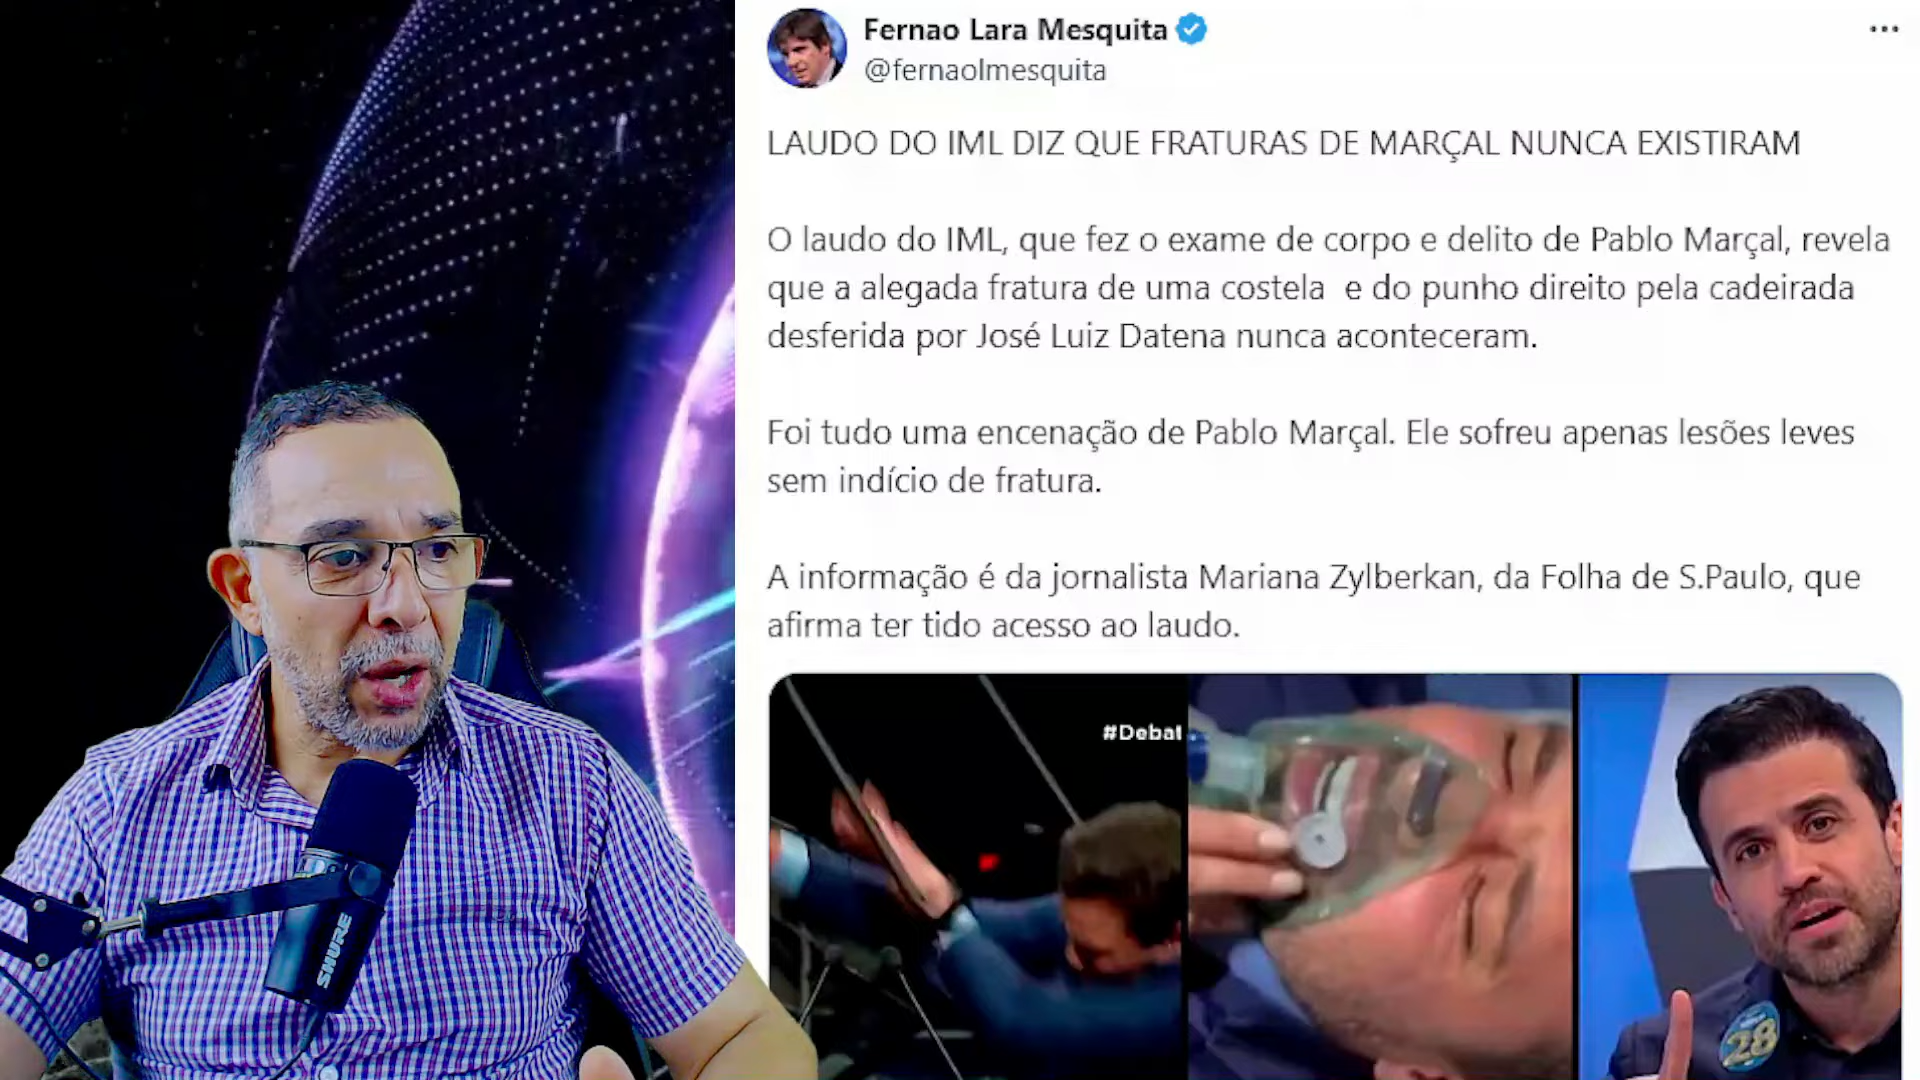 Fernao Lara Mesquita
@fernaolmesquita
LAUDO DO IML DIZ QUE FRATURAS DE MARÇAL NUNCA EXISTIRAM
O laudo do IML, que fez o exame de corpo e delito de Pablo Marçal, revela
que a alegada fratura de uma costela e do punho direito pela cadeirada
desferida por José Luiz Datena nunca aconteceram.
Foi tudo uma encenação de Pablo Marçal. Ele sofreu apenas lesões leves
sem indício de fratura.
A informação é da jornalista Mariana Zylberkan, da Folha de S.Paulo, que
afirma ter tido acesso ao laudo.
#Debat
SHURE
28